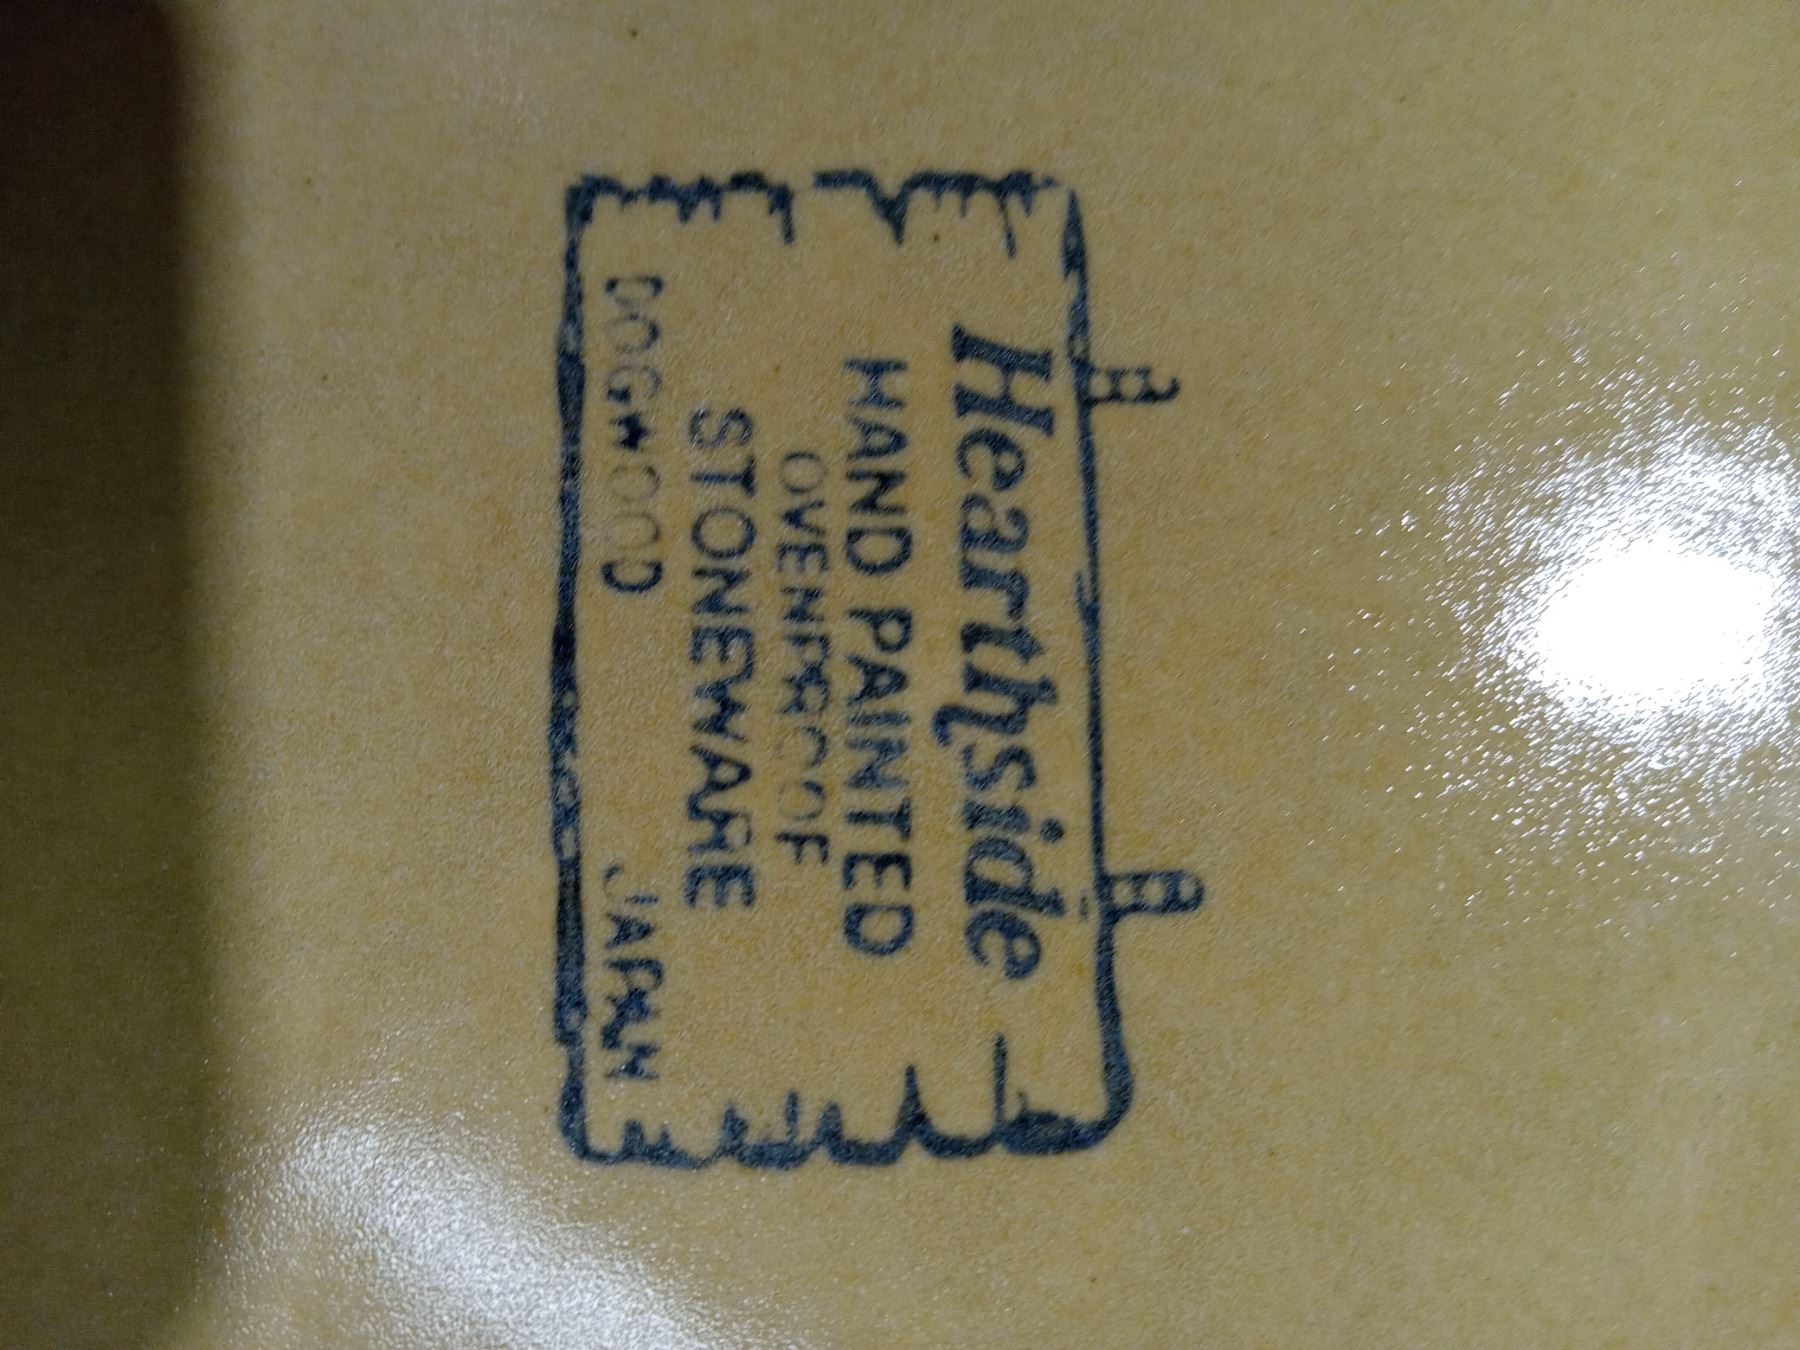 Hearthside
HAND PAINTED
OVENPROOF
STONEWARE
DOGWOOD JAPAN